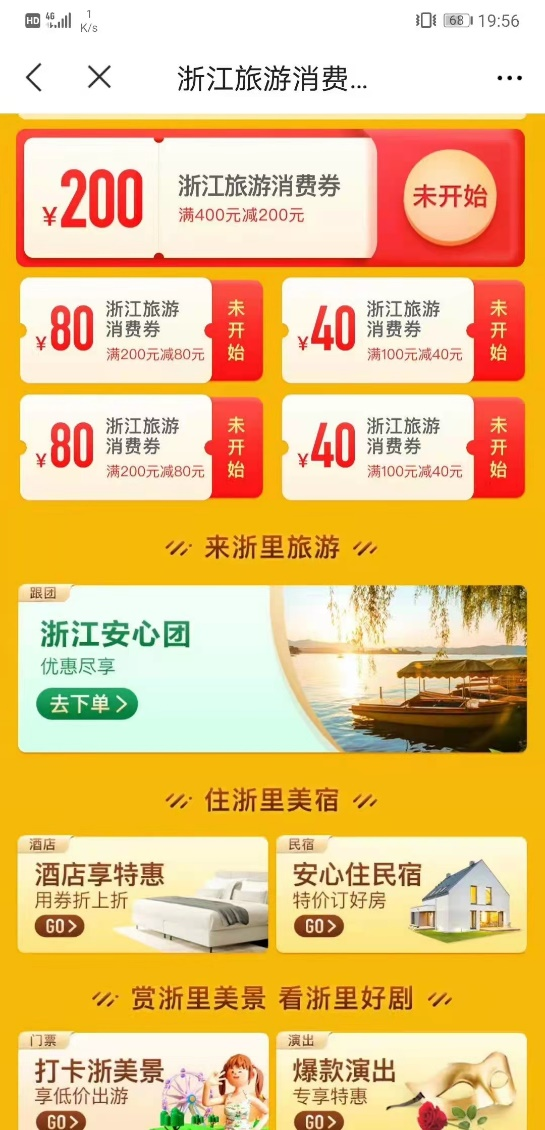 HD 4G 1 K/s 68 19:56
浙江旅游消费...
¥200
浙江旅游消费券
满400元减200元
未开始
¥80
浙江旅游
消费券
满200元减80元
未开始
¥40
浙江旅游
消费券
满100元减40元
未开始
¥80
浙江旅游
消费券
满200元减80元
未开始
¥40
浙江旅游
消费券
满100元减40元
未开始
来浙里旅游
跟团
浙江安心团
优惠尽享
去下单 >
住浙里美宿
酒店
酒店享特惠
用券折上折
GO >
民宿
安心住民宿
特价订好房
GO >
赏浙里美景 看浙里好剧
门票
打卡浙美景
享低价出游
GO >
演出
爆款演出
专享特惠
GO >